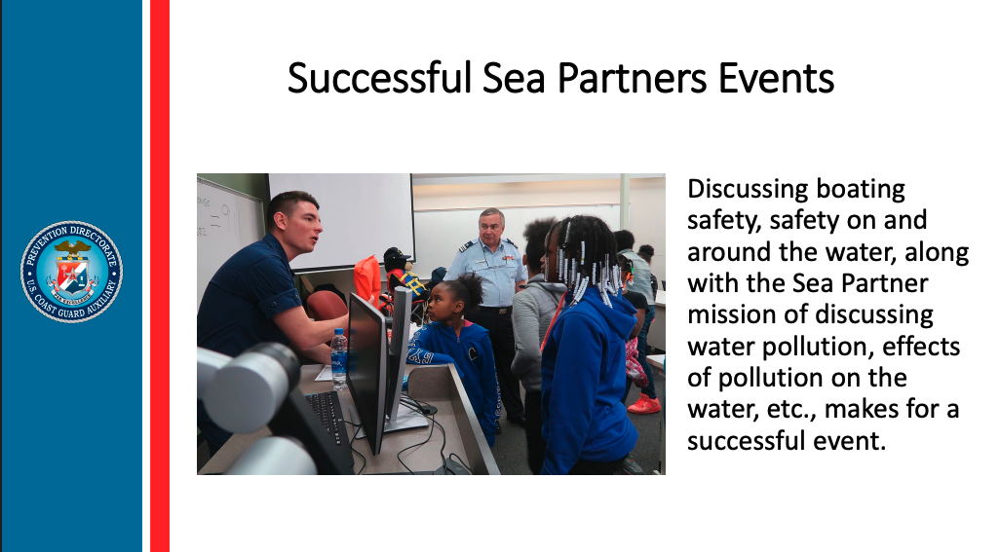 Successful Sea Partners Events
Discussing boating
safety, safety on and
around the water, along
with the Sea Partner
mission of discussing
water pollution, effects
of pollution on the
water, etc., makes for a
successful event.
PREVENTION DIRECTORATE
U.S. COAST GUARD AUXILIARY